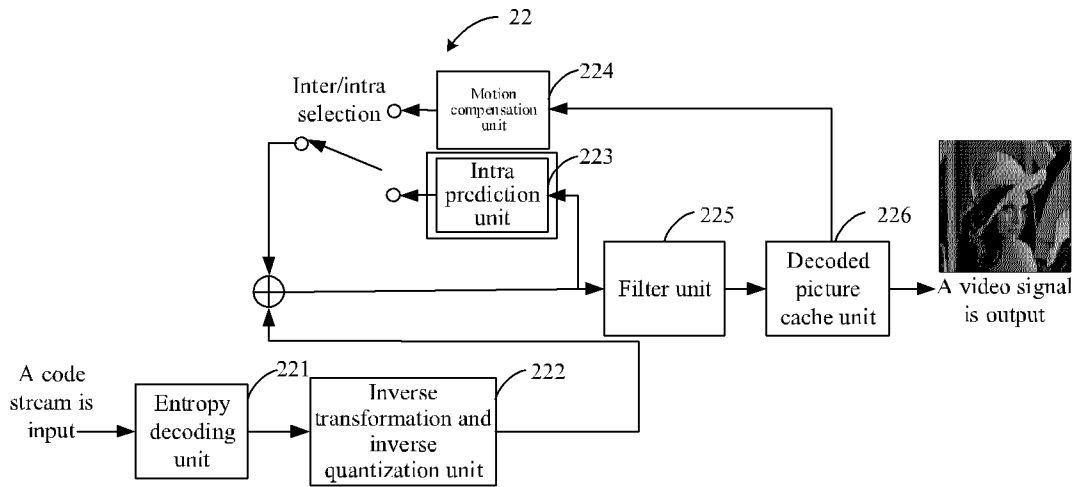 22
224
Inter/intra
selection
Motion
compensation
unit
223
Intra
prediction
unit
225
226
Filter unit
Decoded
picture
cache unit
A video signal
is output
221
222
A code
stream is
input
Entropy
decoding
unit
Inverse
transformation and
inverse
quantization unit